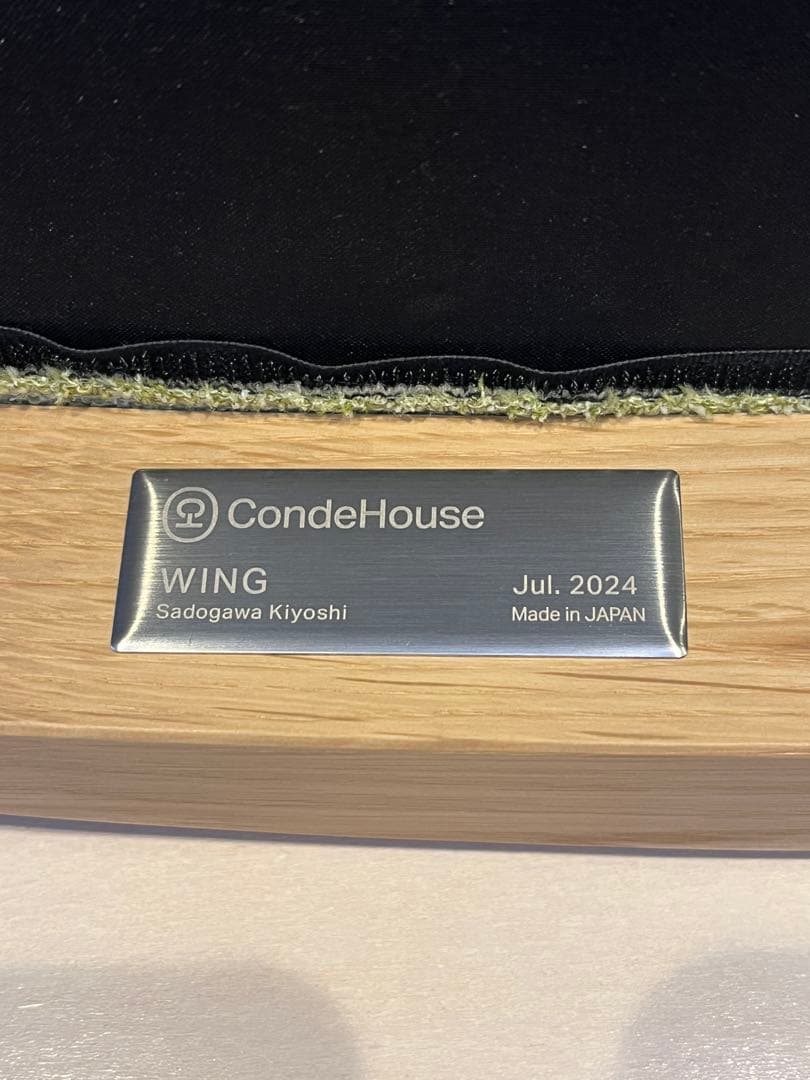 CondeHouse
WING
Sadogawa Kiyoshi
Jul. 2024
Made in JAPAN